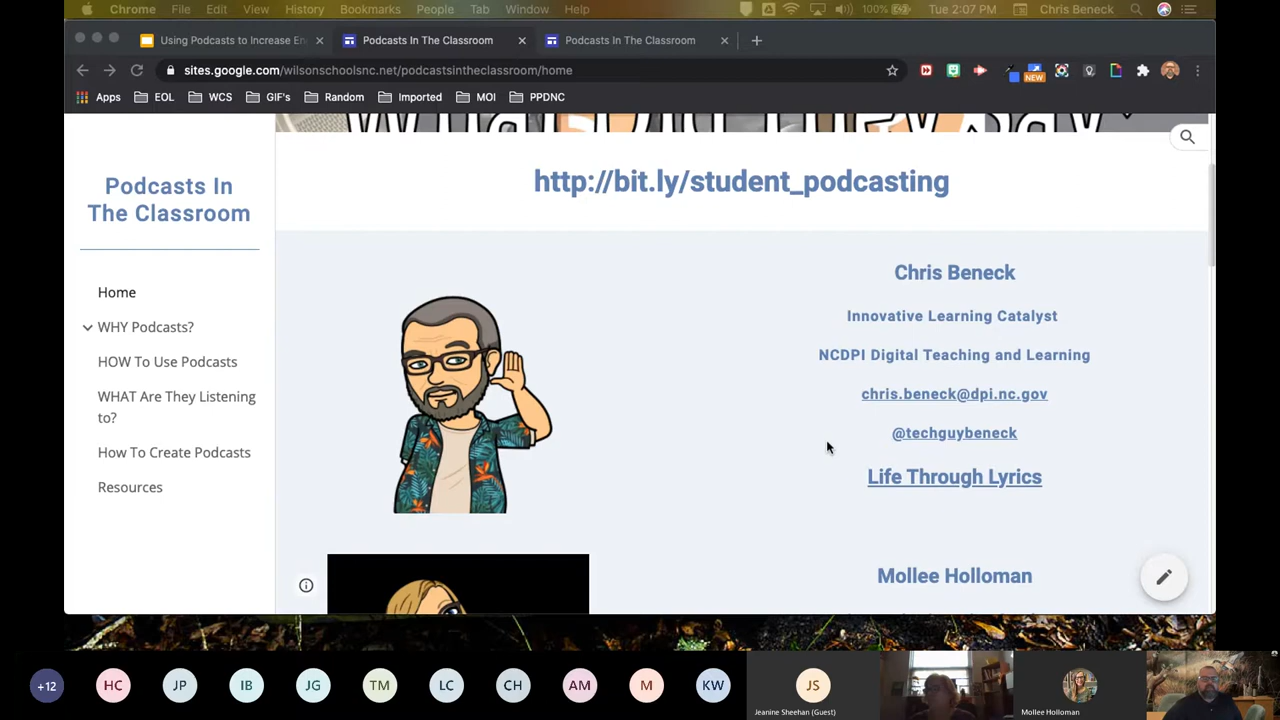 Chrome File Edit View History Bookmarks People Tab Window Help 100% Tue 2:07 PM Chris Beneck
Using Podcasts to Increase En Podcasts In The Classroom Podcasts In The Classroom
sites.google.com/wilsonschoolsnc.net/podcastsintheclassroom/home
NEW
Apps EOL WCS GIF's Random Imported MOI PPDNC
Podcasts In
The Classroom
Home
WHY Podcasts?
HOW To Use Podcasts
WHAT Are They Listening
to?
How To Create Podcasts
Resources
http://bit.ly/student_podcasting
Chris Beneck
Innovative Learning Catalyst
NCDPI Digital Teaching and Learning
chris.beneck@dpi.nc.gov
@techguybeneck
Life Through Lyrics
Mollee Holloman
+12 HC JP IB JG TM LC CH AM M KW JS
Jeanine Sheehan (Guest) Mollee Holloman